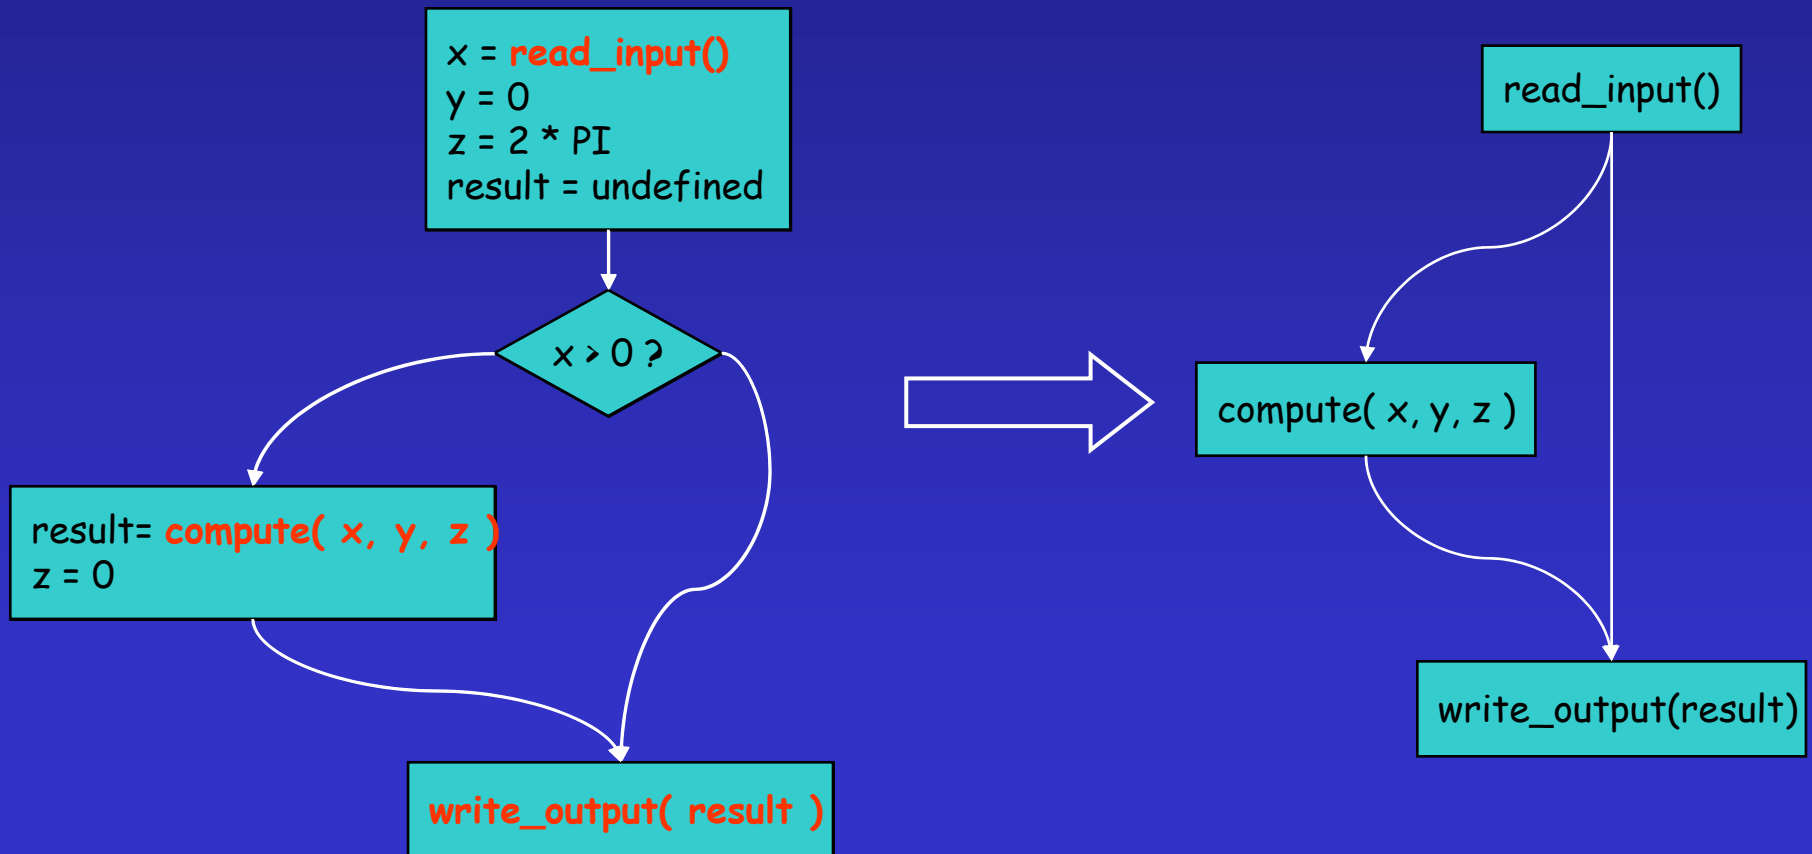 x = read_input()
y = 0
z = 2 * PI
result = undefined
x > 0 ?
result= compute( x, y, z )
z = 0
write_output( result )
read_input()
compute( x, y, z )
write_output(result)